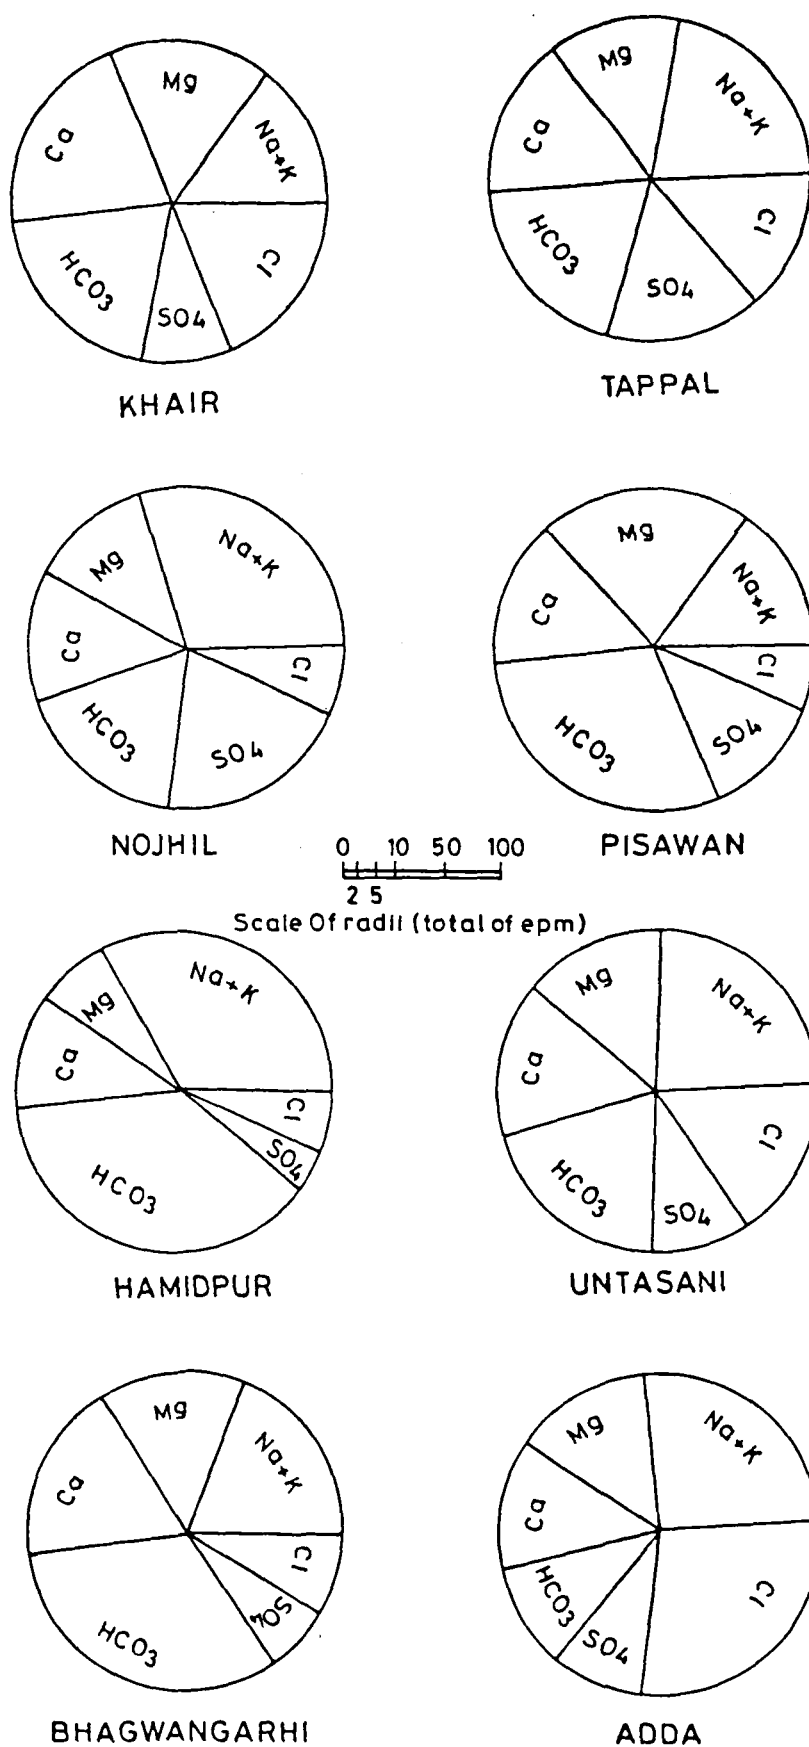 Mg
Na+K
Ca
Cl
HCO3
SO4
KHAIR
Mg
Na+K
Ca
Cl
HCO3
SO4
TAPPAL
Na+K
Mg
Ca
Cl
HCO3
SO4
NOJHIL
Mg
Na+K
Ca
Cl
HCO3
SO4
PISAWAN
0 10 50 100
2 5
Scale Of radii (total of epm)
Na+K
Mg
Ca
Cl
SO4
HCO3
HAMIDPUR
Mg
Na+K
Ca
Cl
HCO3
SO4
UNTASANI
Mg
Na+K
Ca
Cl
SO4
HCO3
BHAGWANGARHI
Mg
Na+K
Ca
Cl
HCO3
SO4
ADDA